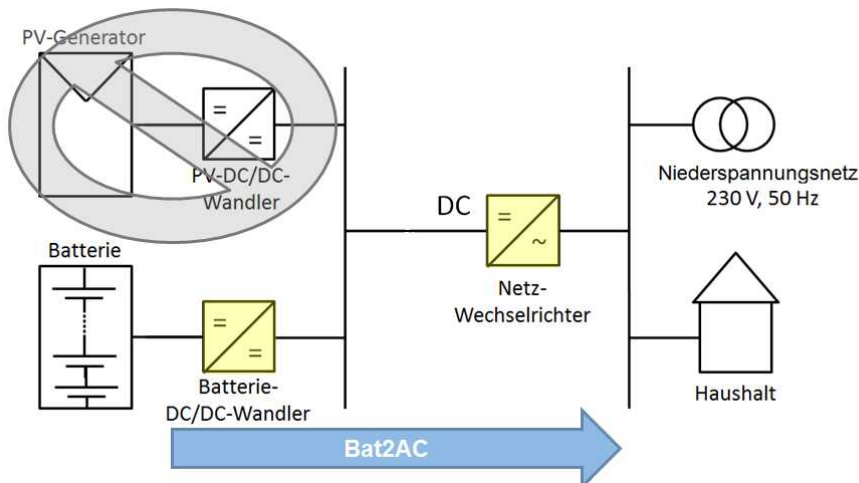 PV-Generator
=
=
PV-DC/DC-
Wandler
Niederspannungsnetz
230 V, 50 Hz
DC
=
~
Netz-
Wechselrichter
Batterie
=
=
Batterie-
DC/DC-Wandler
Haushalt
Bat2AC